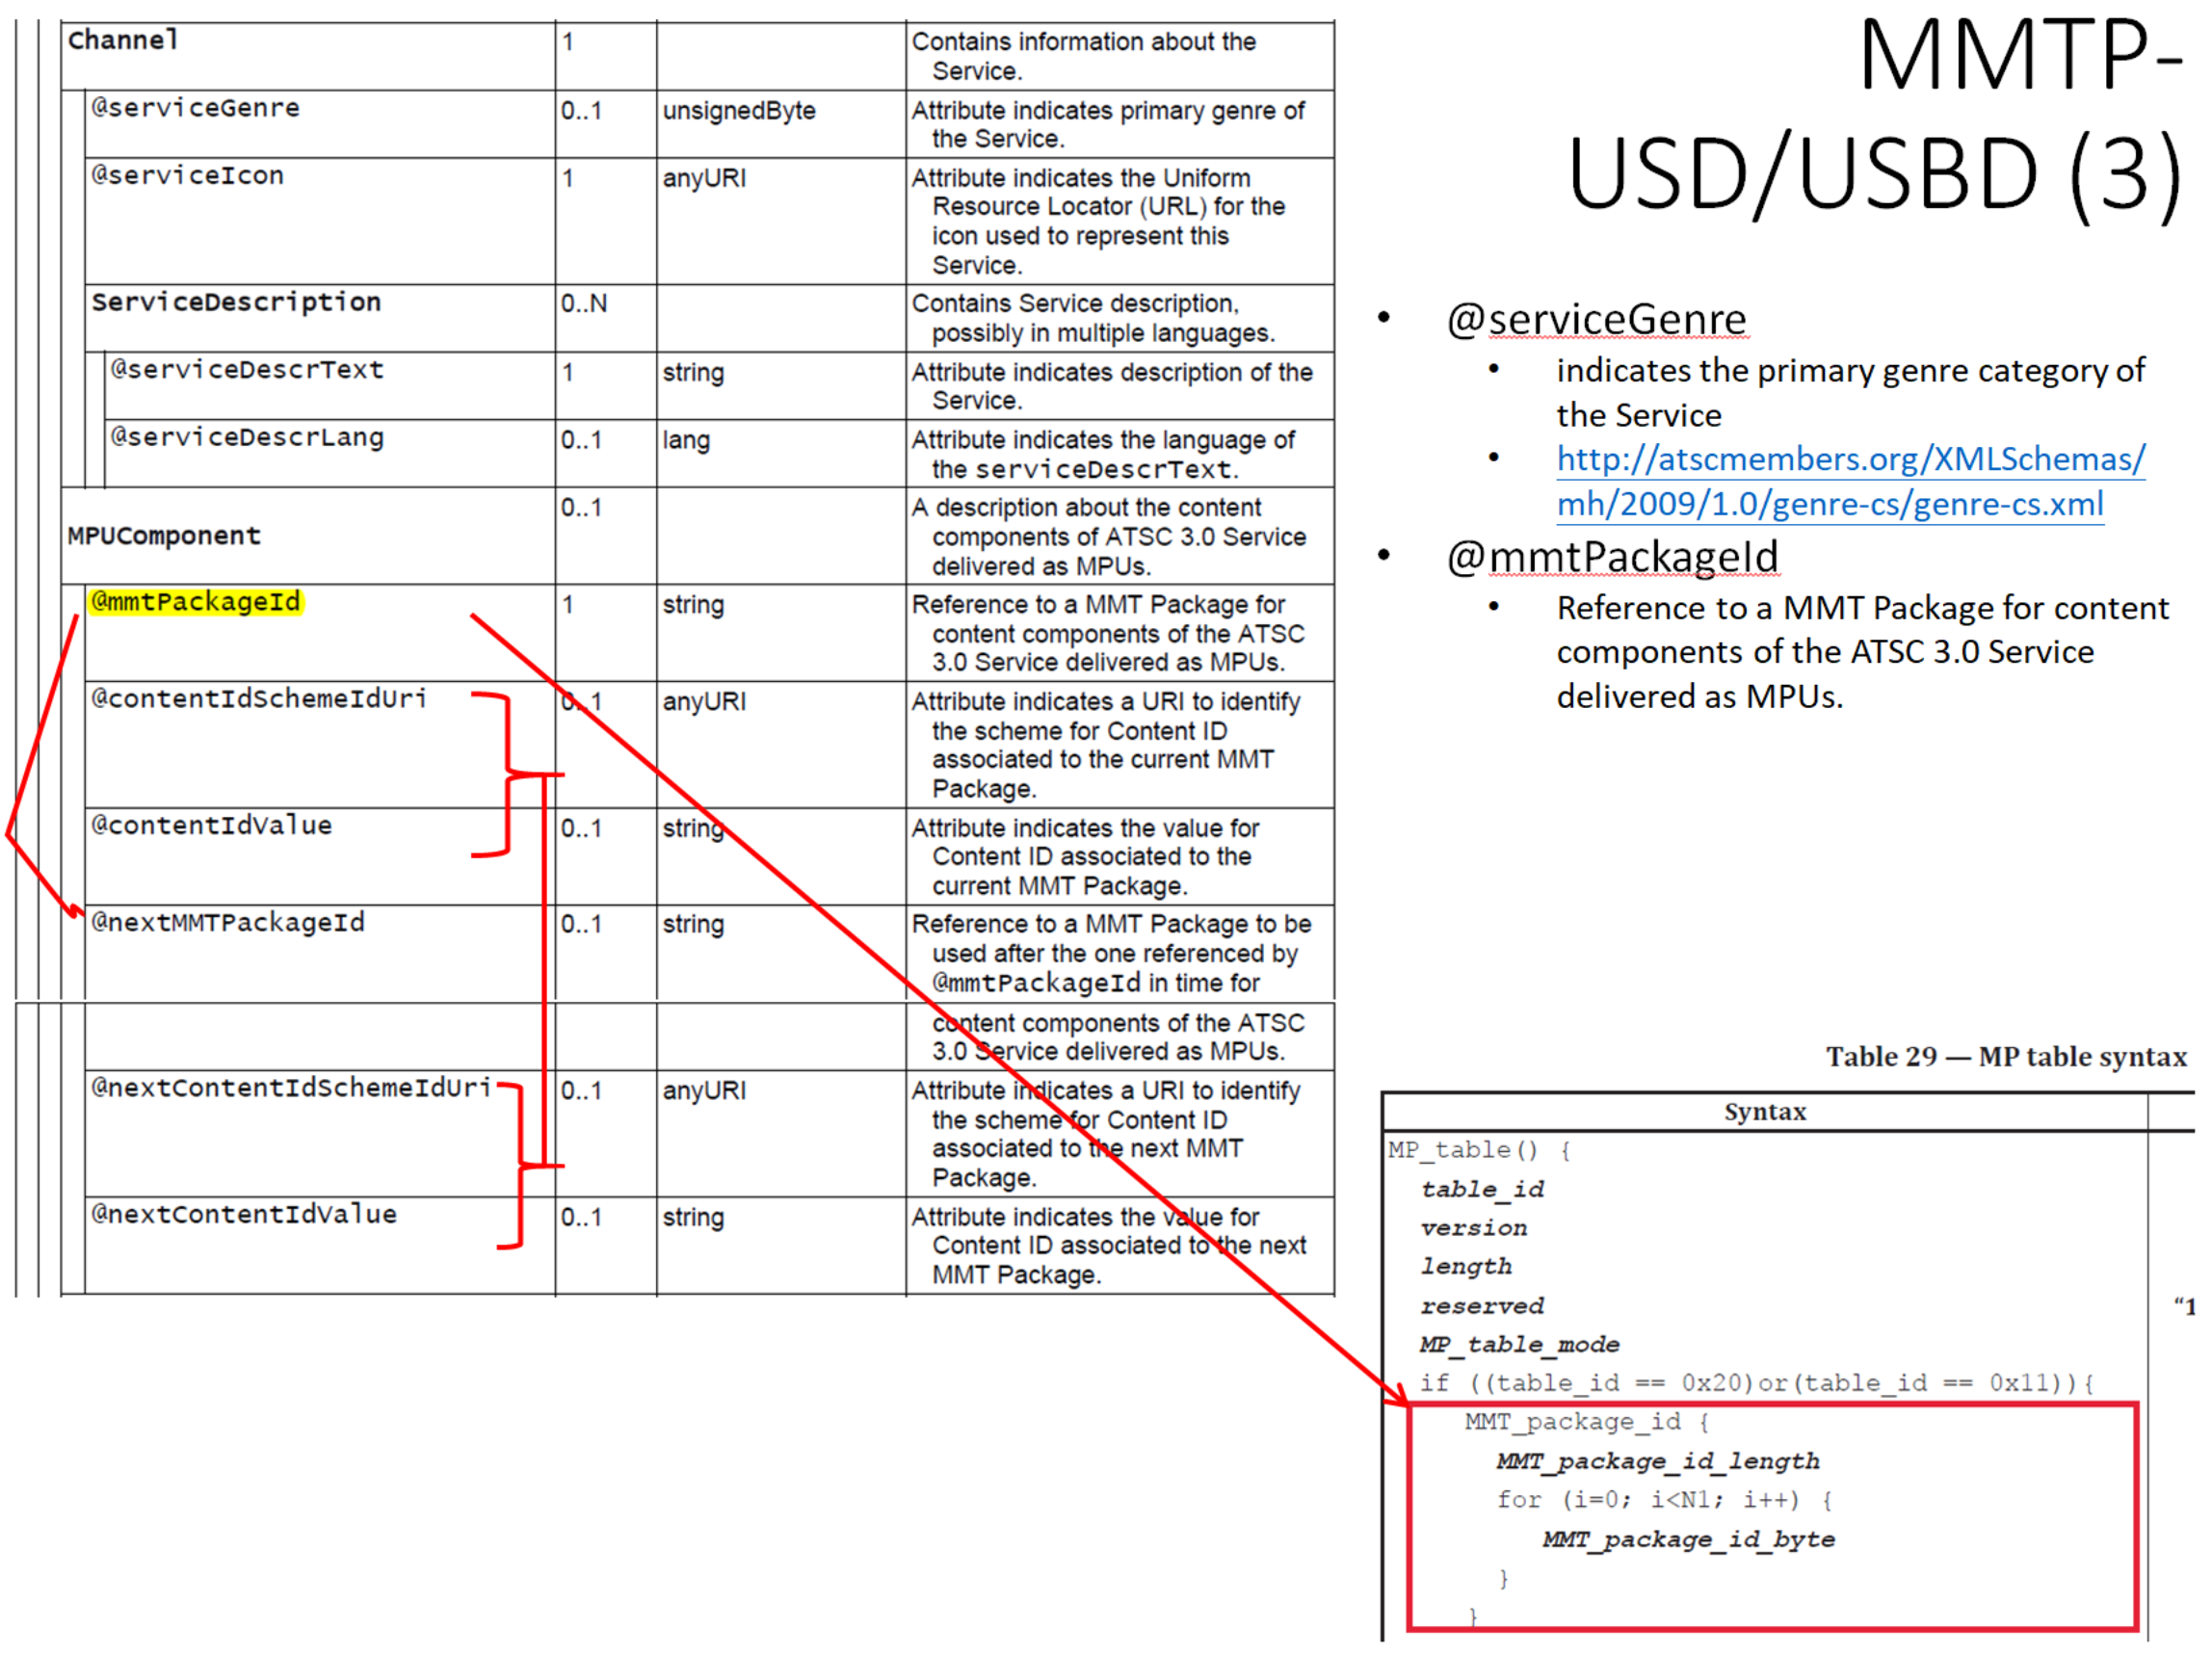 MMTP-
USD/USBD (3)
Channel 1 Contains information about the
Service.
@serviceGenre 0..1 unsignedByte Attribute indicates primary genre of
the Service.
@serviceIcon 1 anyURI Attribute indicates the Uniform
Resource Locator (URL) for the
icon used to represent this
Service.
ServiceDescription 0..N Contains Service description,
possibly in multiple languages.
@serviceDescrText 1 string Attribute indicates description of the
Service.
@serviceDescrLang 0..1 lang Attribute indicates the language of
the serviceDescrText.
MPUComponent 0..1 A description about the content
components of ATSC 3.0 Service
delivered as MPUs.
@mmtPackageId 1 string Reference to a MMT Package for
content components of the ATSC
3.0 Service delivered as MPUs.
@contentIdSchemeIdUri 0..1 anyURI Attribute indicates a URI to identify
the scheme for Content ID
associated to the current MMT
Package.
@contentIdValue 0..1 string Attribute indicates the value for
Content ID associated to the
current MMT Package.
@nextMMTPackageId 0..1 string Reference to a MMT Package to be
used after the one referenced by
@mmtPackageId in time for
content components of the ATSC
3.0 Service delivered as MPUs.
@nextContentIdSchemeIdUri 0..1 anyURI Attribute indicates a URI to identify
the scheme for Content ID
associated to the next MMT
Package.
@nextContentIdValue 0..1 string Attribute indicates the value for
Content ID associated to the next
MMT Package.
• @serviceGenre
• indicates the primary genre category of
the Service
• http://atscmembers.org/XMLSchemas/
mh/2009/1.0/genre-cs/genre-cs.xml
• @mmtPackageId
• Reference to a MMT Package for content
components of the ATSC 3.0 Service
delivered as MPUs.
Table 29 — MP table syntax
Syntax
MP_table() {
table_id
version
length
reserved “1
MP_table_mode
if ((table_id == 0x20)or(table_id == 0x11)){
MMT_package_id {
MMT_package_id_length
for (i=0; i<N1; i++) {
MMT_package_id_byte
}
}